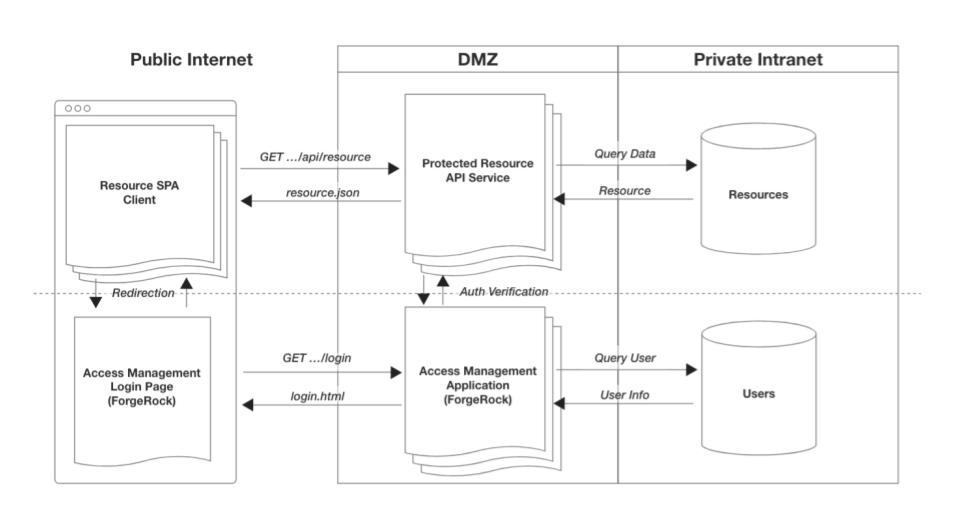 Public Internet
DMZ
Private Intranet
Resource SPA
Client
GET .../api/resource
resource.json
Protected Resource
API Service
Query Data
Resource
Resources
Redirection
Auth Verification
Access Management
Login Page
(ForgeRock)
GET .../login
login.html
Access Management
Application
(ForgeRock)
Query User
User Info
Users